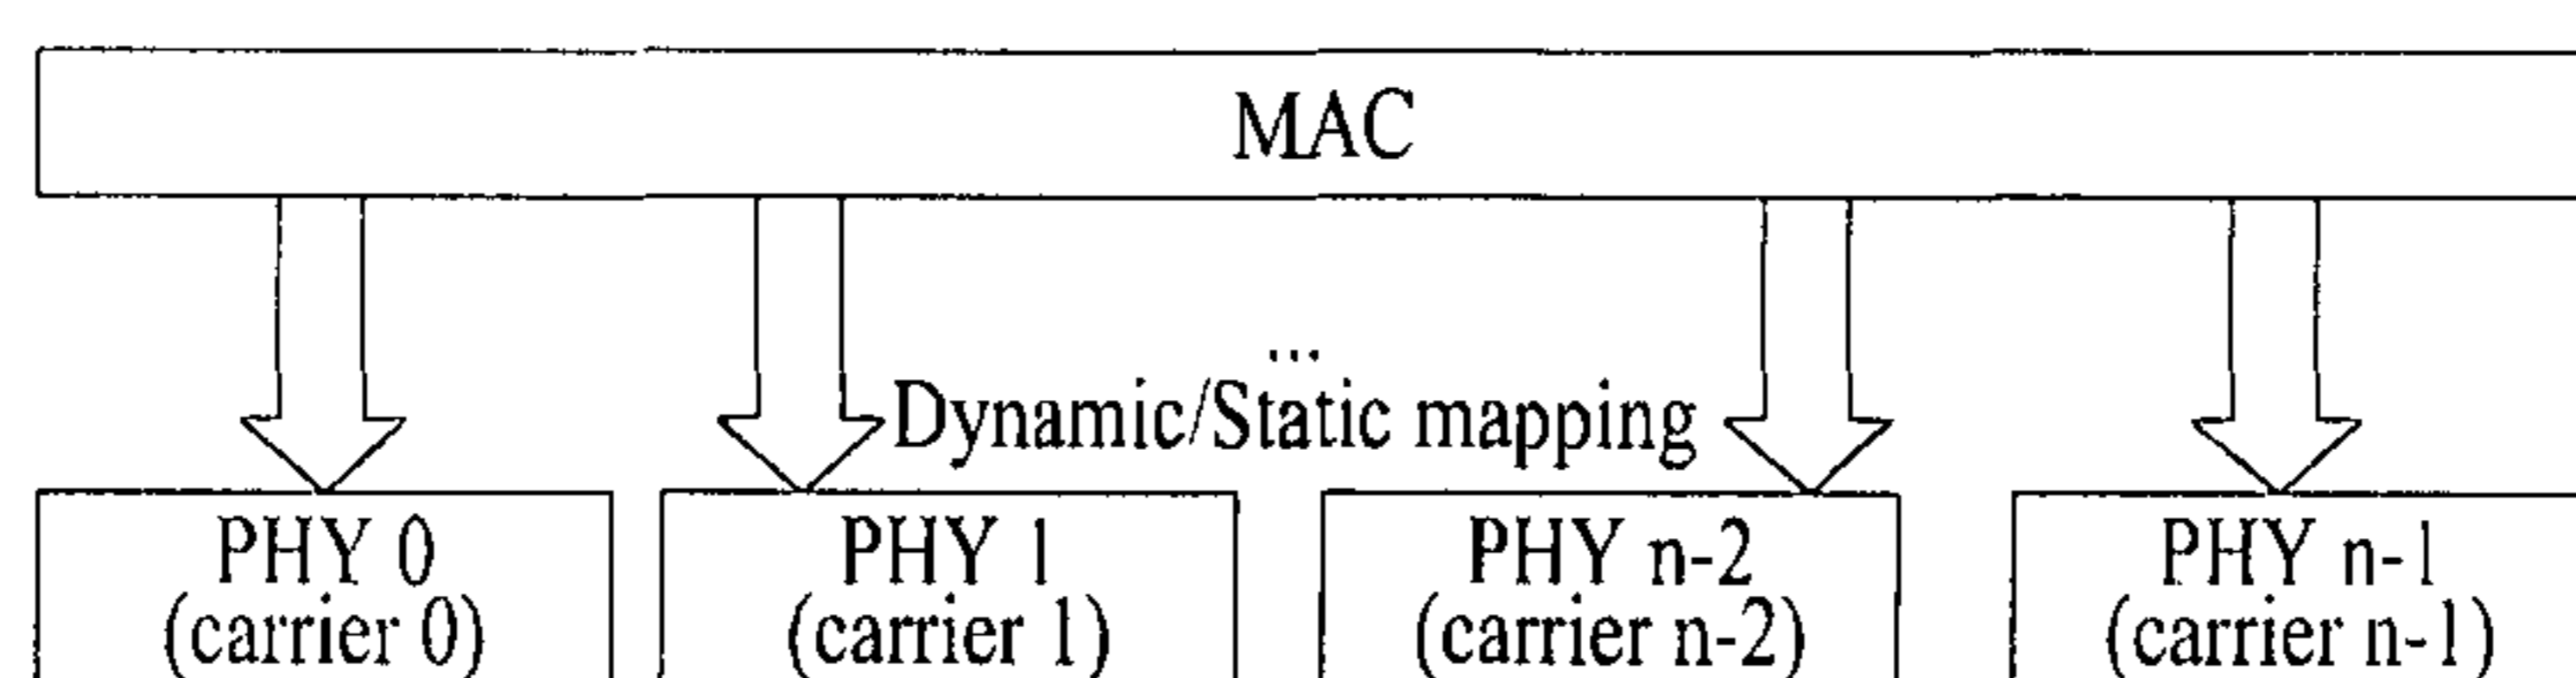 MAC
...
Dynamic/Static mapping
PHY 0
(carrier 0)
PHY 1
(carrier 1)
PHY n-2
(carrier n-2)
PHY n-1
(carrier n-1)